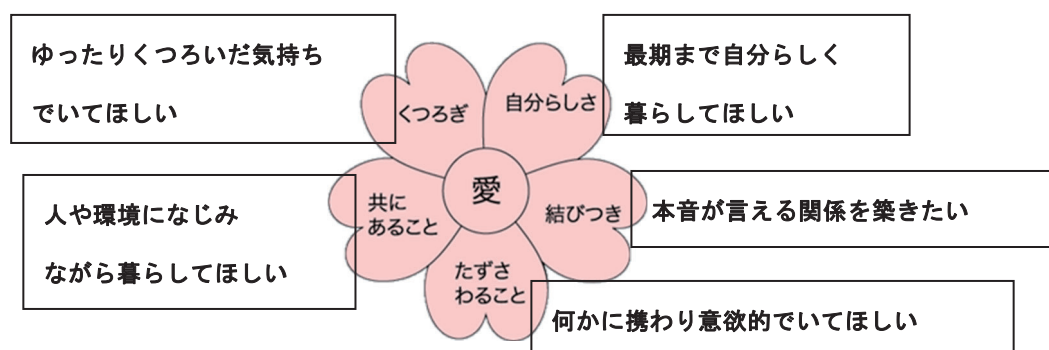 ゆったりくつろいだ気持ち
でいてほしい
最期まで自分らしく
暮らしてほしい
くつろぎ
自分らしさ
愛
共に
あること
結びつき
たずさ
わること
人や環境になじみ
ながら暮らしてほしい
本音が言える関係を築きたい
何かに携わり意欲的でいてほしい